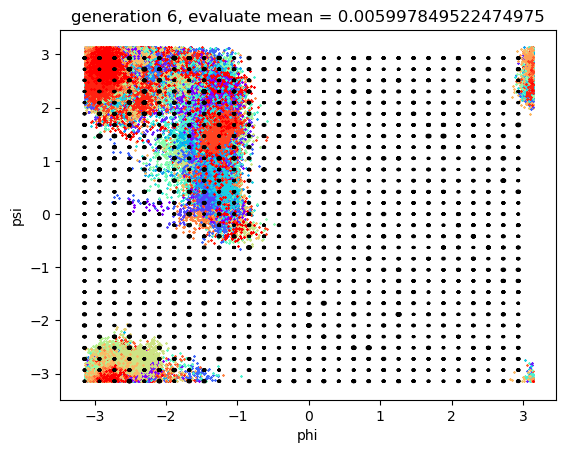 generation 6, evaluate mean = 0.005997849522474975
3
2
1
0
−1
−2
−3
psi
−3 −2 −1 0 1 2 3
phi